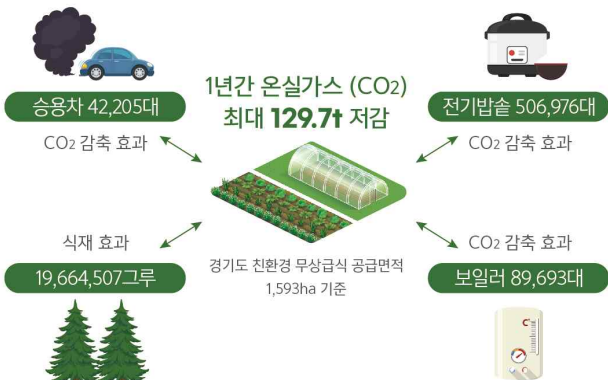 1년간 온실가스 (CO2)
최대 129.7t 저감
승용차 42,205대
CO2 감축 효과
전기밥솥 506,976대
CO2 감축 효과
식재 효과
19,664,507그루
CO2 감축 효과
보일러 89,693대
경기도 친환경 무상급식 공급면적
1,593ha 기준